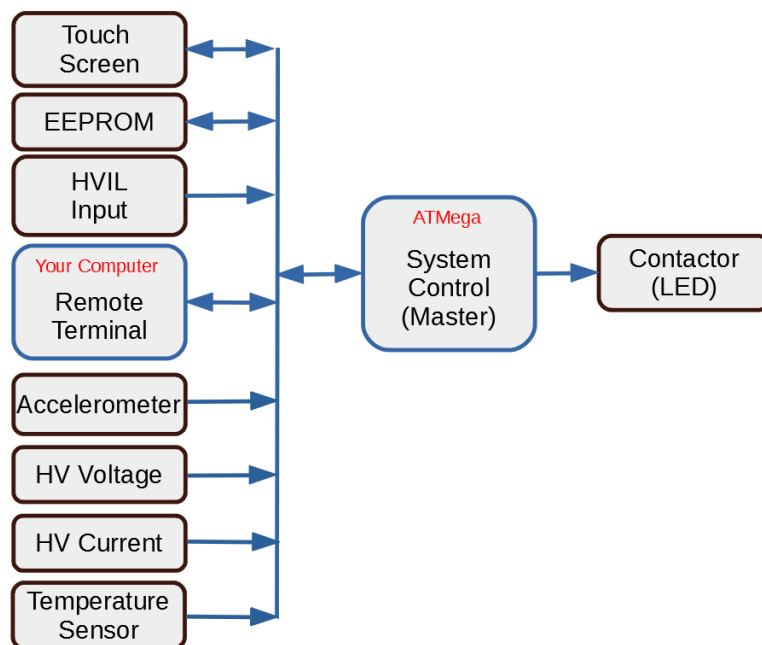 Touch
Screen
EEPROM
HVIL
Input
Your Computer
Remote
Terminal
Accelerometer
HV Voltage
HV Current
Temperature
Sensor
ATMega
System
Control
(Master)
Contactor
(LED)